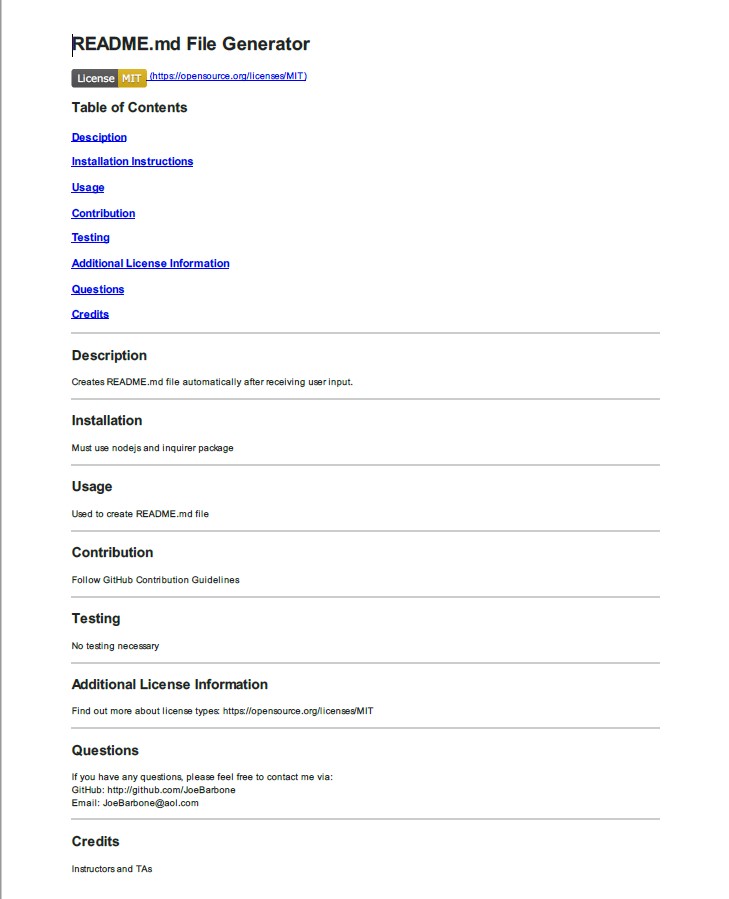 README.md File Generator
License MIT (https://opensource.org/licenses/MIT)
Table of Contents
Desciption
Installation Instructions
Usage
Contribution
Testing
Additional License Information
Questions
Credits
Description
Creates README.md file automatically after receiving user input.
Installation
Must use nodejs and inquirer package
Usage
Used to create README.md file
Contribution
Follow GitHub Contribution Guidelines
Testing
No testing necessary
Additional License Information
Find out more about license types: https://opensource.org/licenses/MIT
Questions
If you have any questions, please feel free to contact me via:
GitHub: http://github.com/JoeBarbone
Email: JoeBarbone@aol.com
Credits
Instructors and TAs